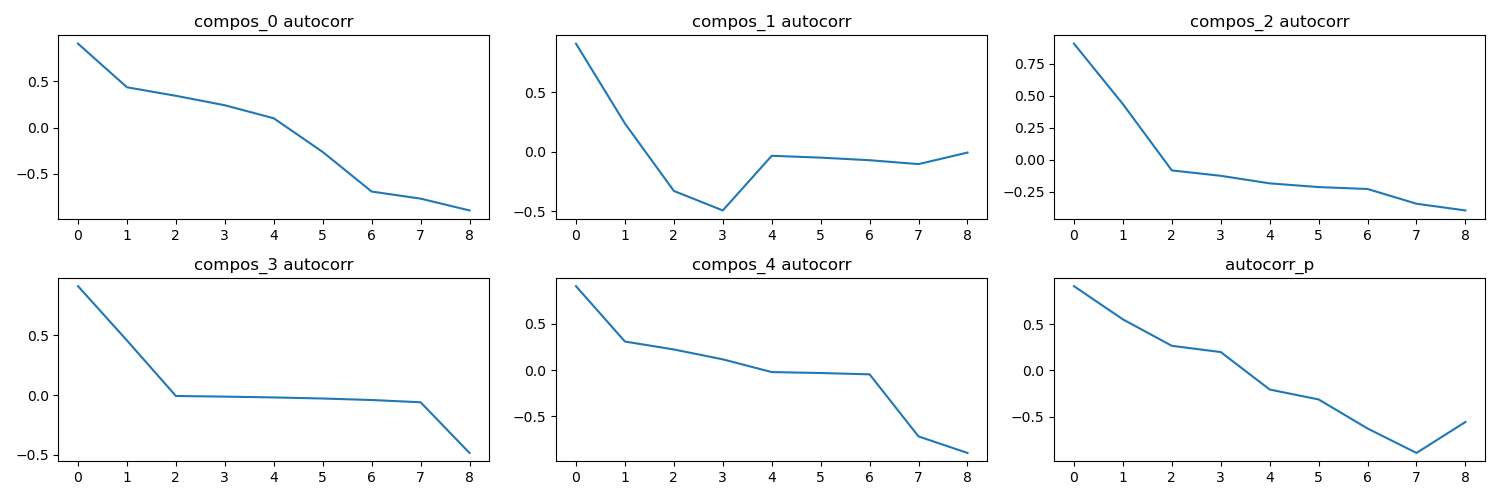 compos_0 autocorr
0.5
0.0
−0.5
0 1 2 3 4 5 6 7 8
compos_1 autocorr
0.5
0.0
−0.5
0 1 2 3 4 5 6 7 8
compos_2 autocorr
0.75
0.50
0.25
0.00
−0.25
0 1 2 3 4 5 6 7 8
compos_3 autocorr
0.5
0.0
−0.5
0 1 2 3 4 5 6 7 8
compos_4 autocorr
0.5
0.0
−0.5
0 1 2 3 4 5 6 7 8
autocorr_p
0.5
0.0
−0.5
0 1 2 3 4 5 6 7 8